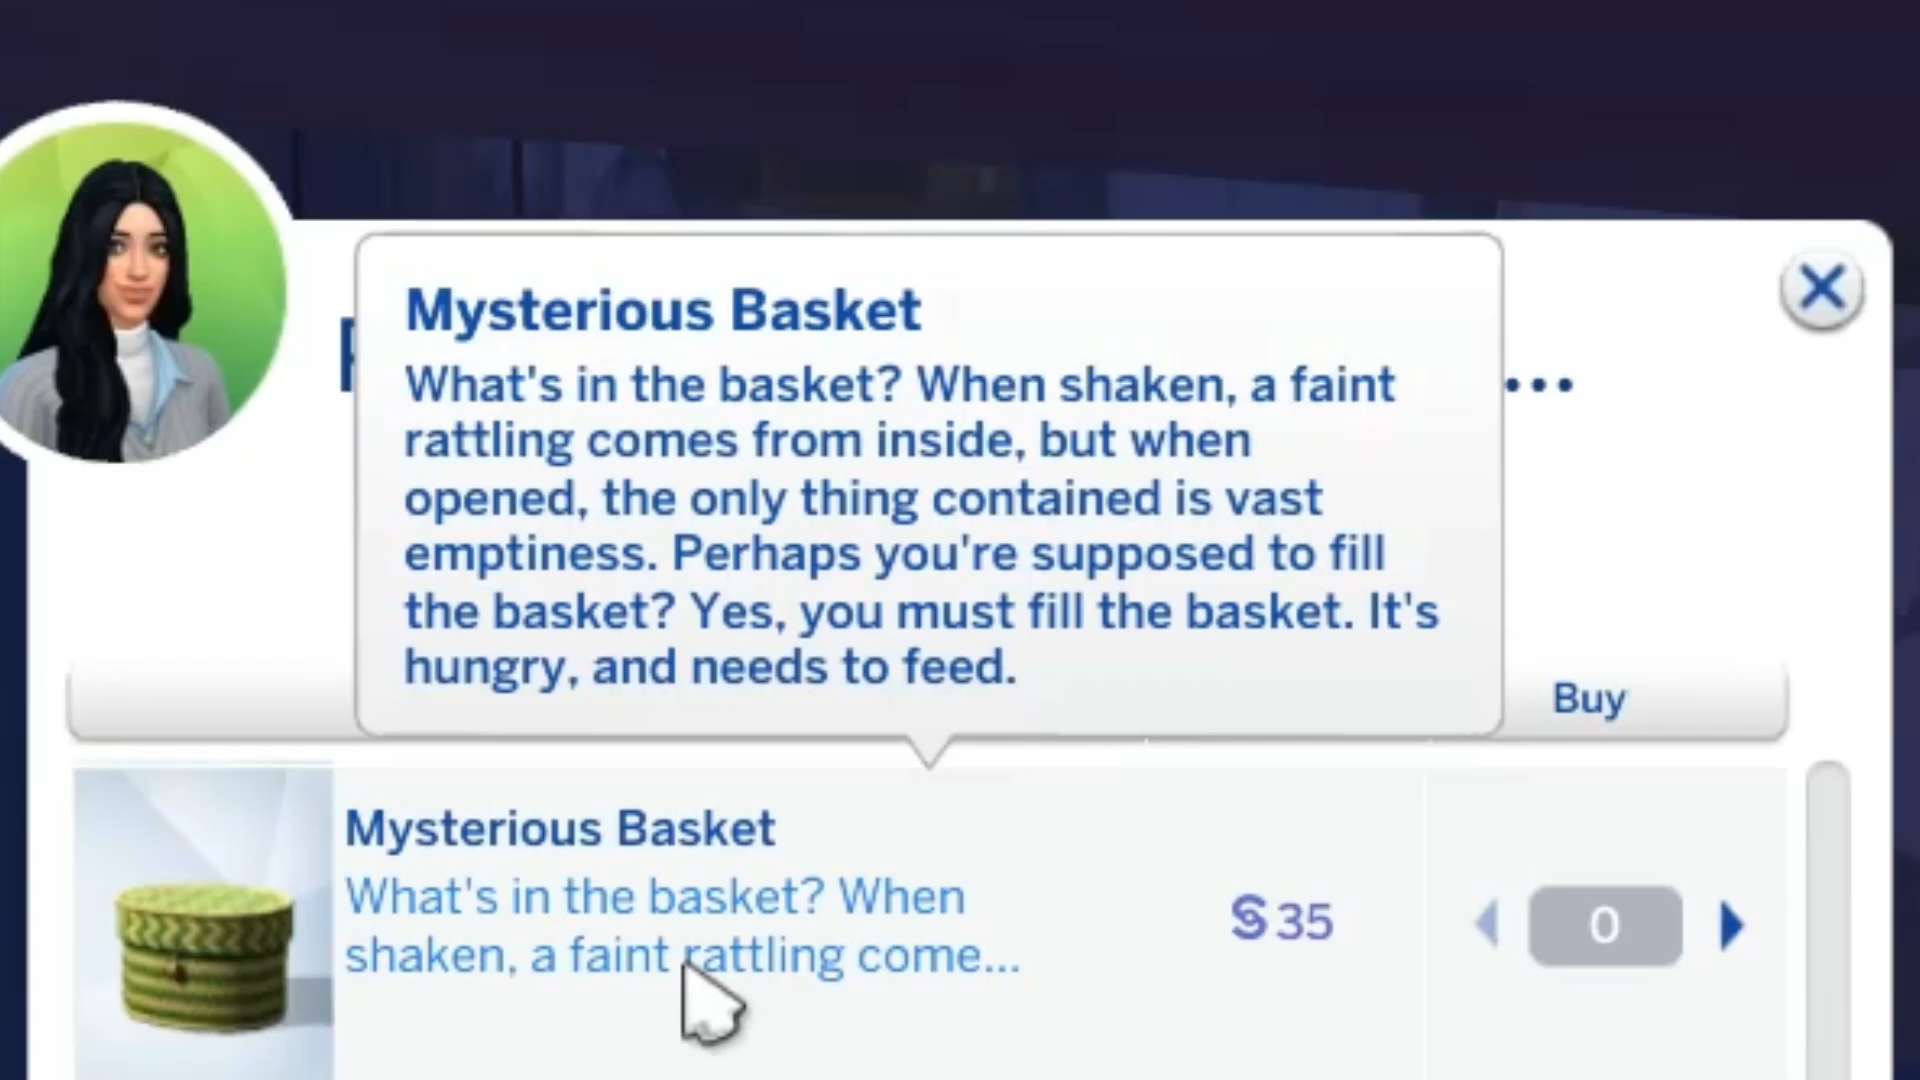 Mysterious Basket
What's in the basket? When shaken, a faint
rattling comes from inside, but when
opened, the only thing contained is vast
emptiness. Perhaps you're supposed to fill
the basket? Yes, you must fill the basket. It's
hungry, and needs to feed.
...
Buy
Mysterious Basket
What's in the basket? When
shaken, a faint rattling come...
§35
0